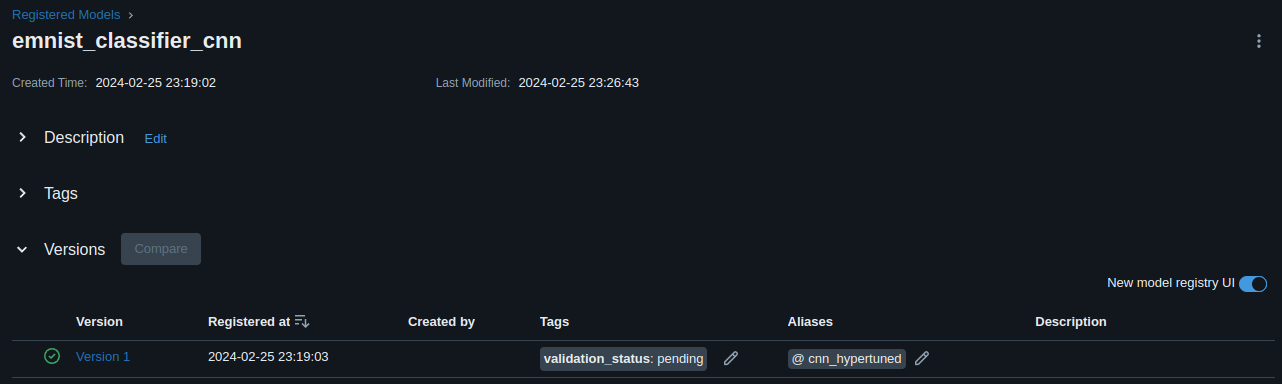 Registered Models >
emnist_classifier_cnn
Created Time: 2024-02-25 23:19:02 Last Modified: 2024-02-25 23:26:43
Description Edit
Tags
Versions Compare
New model registry UI
Version Registered at Created by Tags Aliases Description
Version 1 2024-02-25 23:19:03 validation_status: pending @ cnn_hypertuned